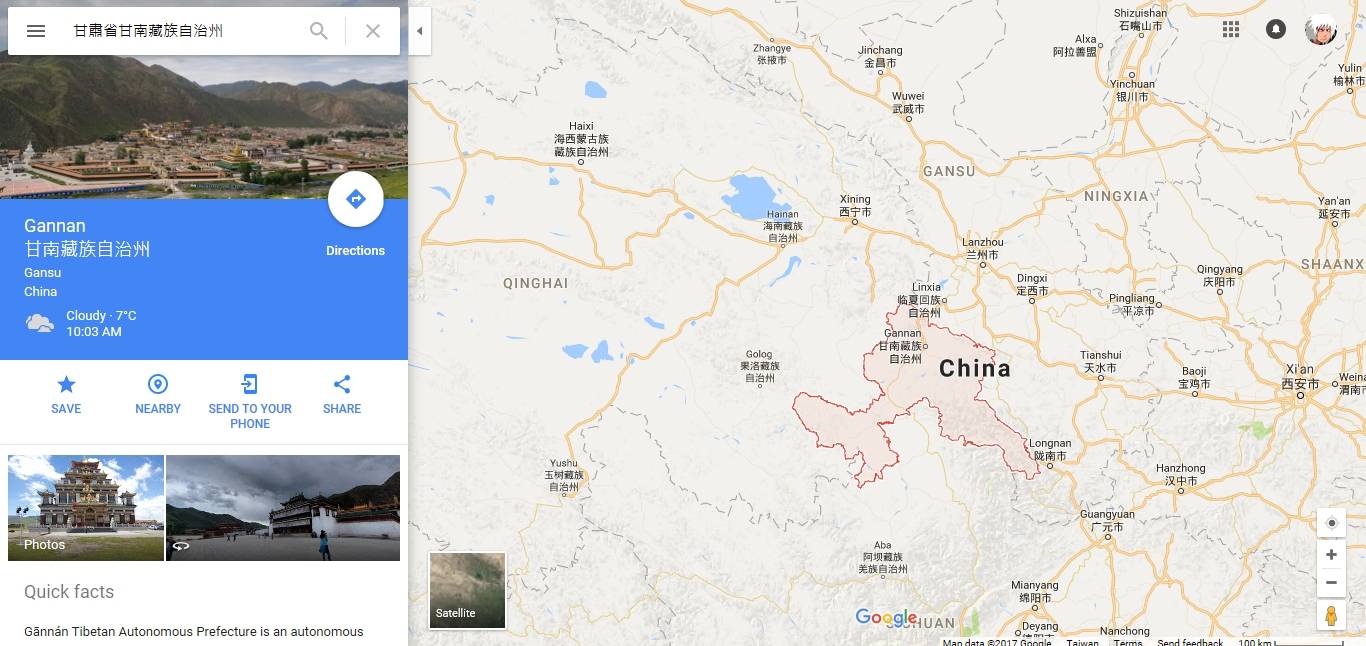 甘肅省甘南藏族自治州
Gannan
甘南藏族自治州
Gansu
China
Cloudy · 7°C
10:03 AM
Directions
SAVE
NEARBY
SEND TO YOUR
PHONE
SHARE
Photos
Quick facts
Gānnán Tibetan Autonomous Prefecture is an autonomous
Shizuishan
石嘴山市
Zhangye
张掖市
Jinchang
金昌市
Alxa
阿拉善盟
Yulin
榆林市
Yinchuan
银川市
Wuwei
武威市
Haixi
海西蒙古族
藏族自治州
GANSU
NINGXIA
Xining
西宁市
Yan'an
延安市
Hainan
海南藏族
自治州
Lanzhou
兰州市
SHAANX
Qingyang
庆阳市
QINGHAI
Dingxi
定西市
Linxia
临夏回族
自治州
Pingliang
平凉市
Gannan
甘南藏族
自治州
China
Golog
果洛藏族
自治州
Tianshui
天水市
Baoji
宝鸡市
Xi'an
西安市
Weina
渭南市
Longnan
陇南市
Yushu
玉树藏族
自治州
Hanzhong
汉中市
Guangyuan
广元市
Aba
阿坝藏族
羌族自治州
Mianyang
绵阳市
Satellite
Google
Deyang
Nanchong
Map data ©2017 Google
Taiwan
Terms
Send feedback
100 km